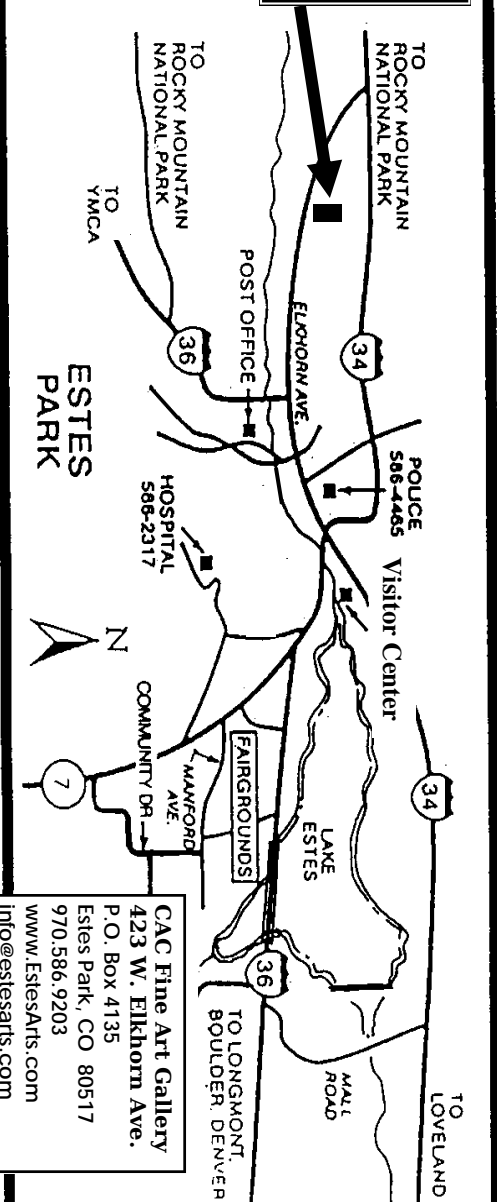 TO
ROCKY MOUNTAIN
NATIONAL PARK
TO
ROCKY MOUNTAIN
NATIONAL PARK
TO
YMCA
34
ELKHORN AVE.
POST OFFICE
36
ESTES
PARK
POLICE
586-4465
Visitor Center
HOSPITAL
586-2317
N
34
LAKE
ESTES
FAIRGROUNDS
MANFORD
AVE.
COMMUNITY DR
7
36
TO
LOVELAND
MALL
ROAD
TO LONGMONT,
BOULDER, DENVER
CAC Fine Art Gallery
423 W. Elkhorn Ave.
P.O. Box 4135
Estes Park, CO 80517
970.586.9203
www.EstesArts.com
info@estesarts.com